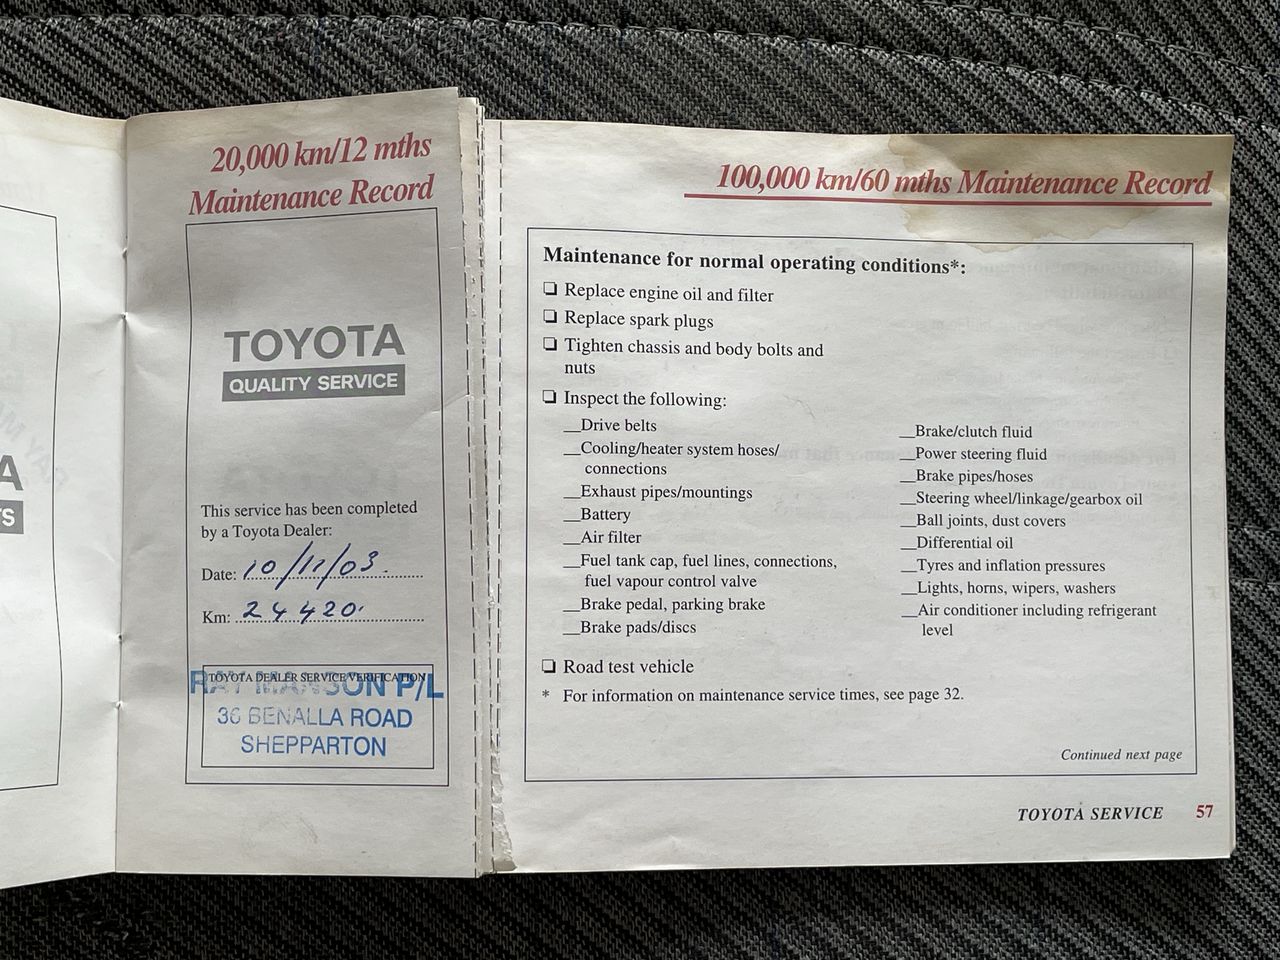 20,000 km/12 mths
Maintenance Record
TOYOTA
QUALITY SERVICE
This service has been completed
by a Toyota Dealer:
Date: 10/11/03.
Km: 24420.
TOYOTA DEALER SERVICE VERIFICATION
RAY MANSON P/L
36 BENALLA ROAD
SHEPPARTON
100,000 km/60 mths Maintenance Record
Maintenance for normal operating conditions*:
❏ Replace engine oil and filter
❏ Replace spark plugs
❏ Tighten chassis and body bolts and
nuts
❏ Inspect the following:
__Drive belts
__Cooling/heater system hoses/
connections
__Exhaust pipes/mountings
__Battery
__Air filter
__Fuel tank cap, fuel lines, connections,
fuel vapour control valve
__Brake pedal, parking brake
__Brake pads/discs
__Brake/clutch fluid
__Power steering fluid
__Brake pipes/hoses
__Steering wheel/linkage/gearbox oil
__Ball joints, dust covers
__Differential oil
__Tyres and inflation pressures
__Lights, horns, wipers, washers
__Air conditioner including refrigerant
level
❏ Road test vehicle
* For information on maintenance service times, see page 32.
Continued next page
TOYOTA SERVICE 57